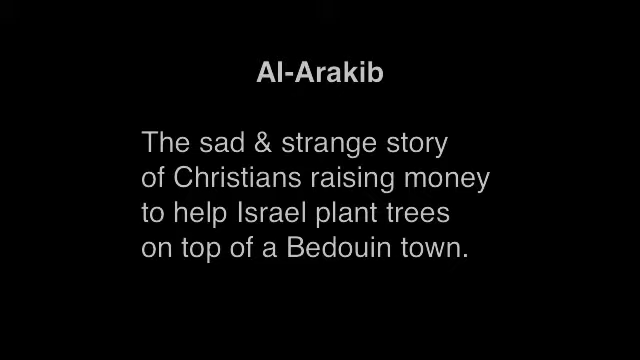 Al-Arakib
The sad & strange story
of Christians raising money
to help Israel plant trees
on top of a Bedouin town.